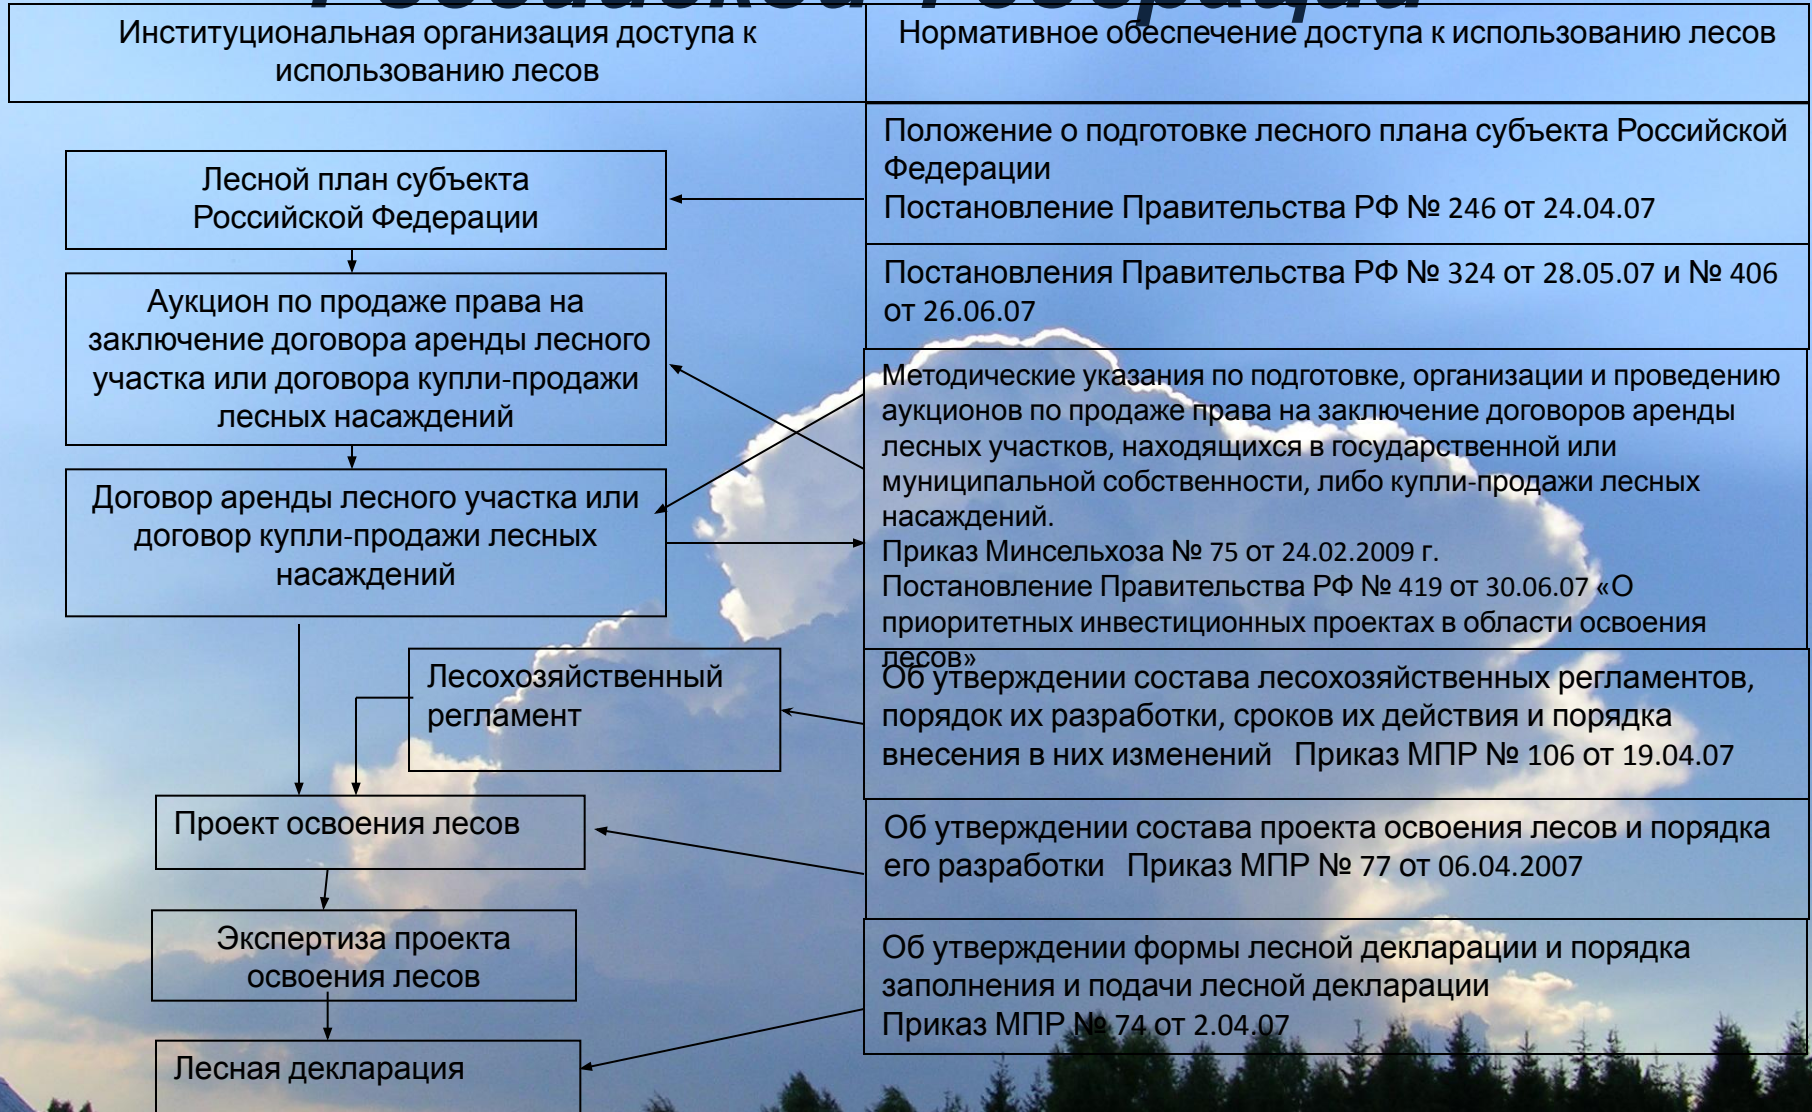 Российской Федерации
Институциональная организация доступа к
использованию лесов
Нормативное обеспечение доступа к использованию лесов
Лесной план субъекта
Российской Федерации
Положение о подготовке лесного плана субъекта Российской
Федерации
Постановление Правительства РФ № 246 от 24.04.07
Аукцион по продаже права на
заключение договора аренды лесного
участка или договора купли-продажи
лесных насаждений
Постановления Правительства РФ № 324 от 28.05.07 и № 406
от 26.06.07
Договор аренды лесного участка или
договор купли-продажи лесных
насаждений
Методические указания по подготовке, организации и проведению
аукционов по продаже права на заключение договоров аренды
лесных участков, находящихся в государственной или
муниципальной собственности, либо купли-продажи лесных
насаждений.
Приказ Минсельхоза № 75 от 24.02.2009 г.
Постановление Правительства РФ № 419 от 30.06.07 «О
приоритетных инвестиционных проектах в области освоения
лесов»
Лесохозяйственный
регламент
Об утверждении состава лесохозяйственных регламентов,
порядок их разработки, сроков их действия и порядка
внесения в них изменений Приказ МПР № 106 от 19.04.07
Проект освоения лесов
Об утверждении состава проекта освоения лесов и порядка
его разработки Приказ МПР № 77 от 06.04.2007
Экспертиза проекта
освоения лесов
Об утверждении формы лесной декларации и порядка
заполнения и подачи лесной декларации
Приказ МПР № 74 от 2.04.07
Лесная декларация